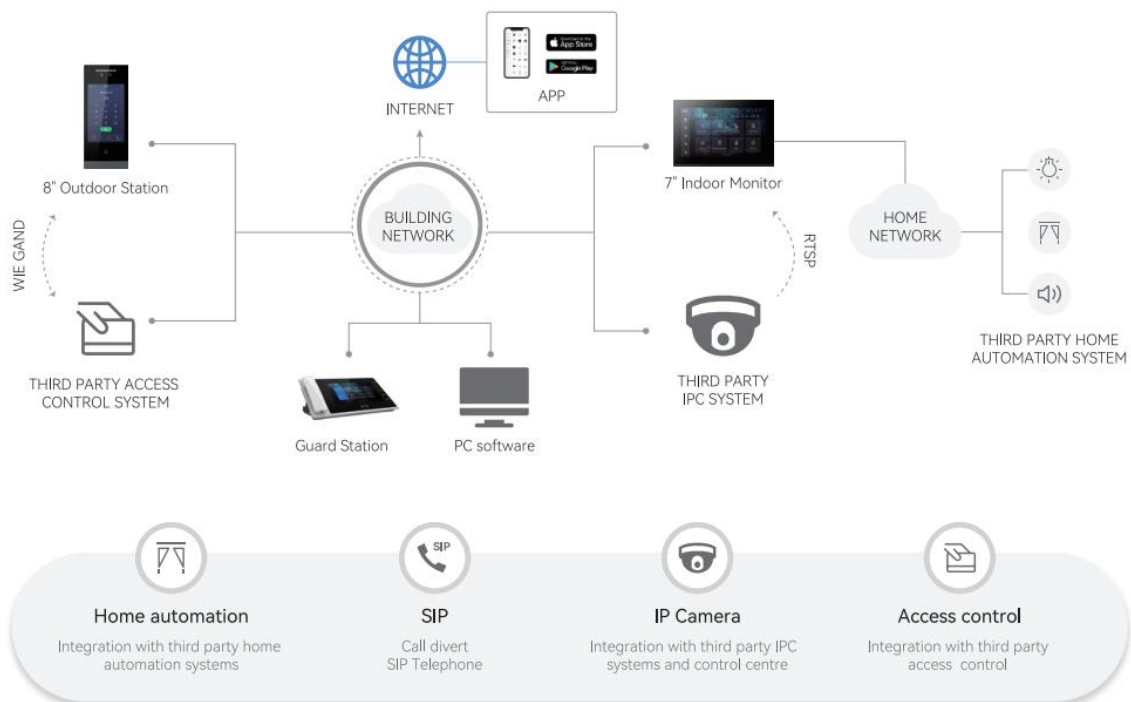 App Store
Google Play
APP
INTERNET
8" Outdoor Station
BUILDING
NETWORK
7" Indoor Monitor
HOME
NETWORK
WIE GAND
RTSP
THIRD PARTY ACCESS
CONTROL SYSTEM
THIRD PARTY
IPC SYSTEM
THIRD PARTY HOME
AUTOMATION SYSTEM
Guard Station
PC software
SIP
Home automation
Integration with third party home
automation systems
SIP
Call divert
SIP Telephone
IP Camera
Integration with third party IPC
systems and control centre
Access control
Integration with third party
access control